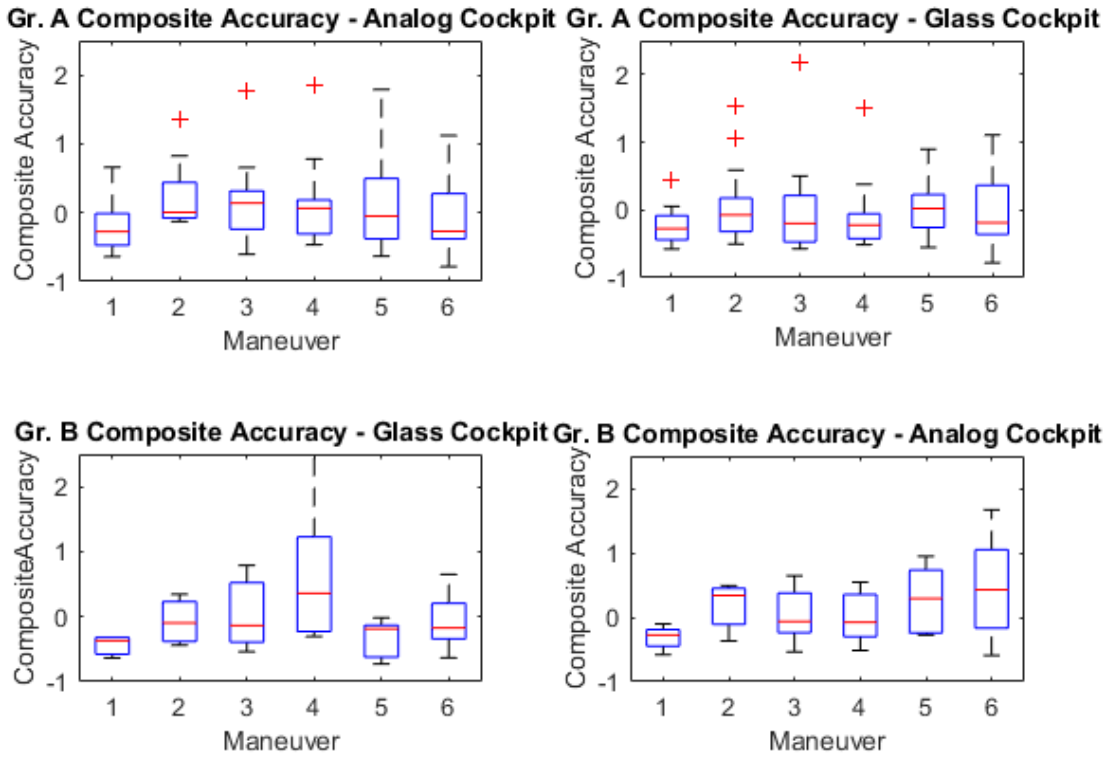 Gr. A Composite Accuracy - Analog Cockpit
Composite Accuracy
2
1
0
-1
1 2 3 4 5 6
Maneuver
Gr. A Composite Accuracy - Glass Cockpit
Composite Accuracy
2
1
0
-1
1 2 3 4 5 6
Maneuver
Gr. B Composite Accuracy - Glass Cockpit
CompositeAccuracy
2
1
0
-1
1 2 3 4 5 6
Maneuver
Gr. B Composite Accuracy - Analog Cockpit
Composite Accuracy
2
1
0
-1
1 2 3 4 5 6
Maneuver